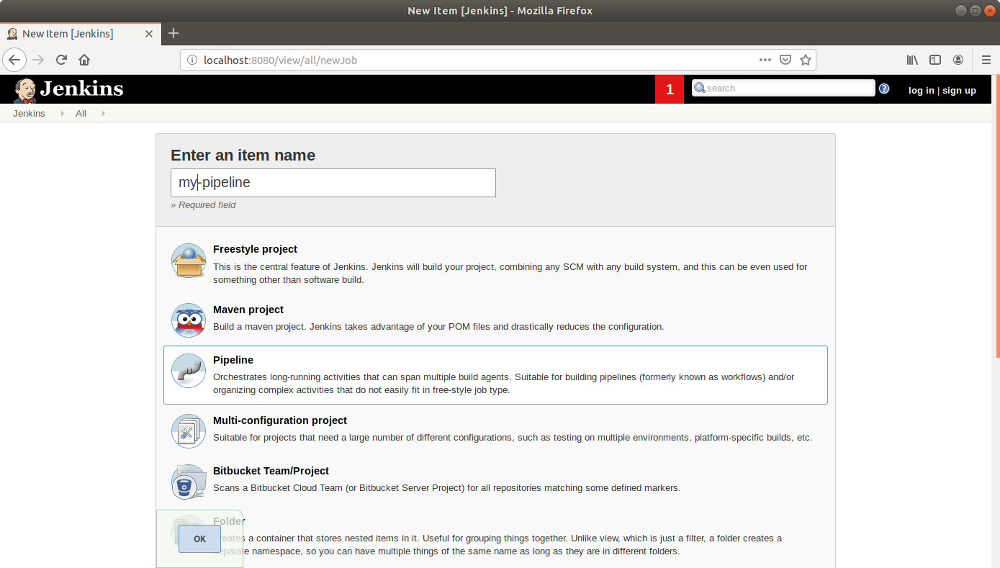 New Item [Jenkins] - Mozilla Firefox
New Item [Jenkins]
localhost:8080/view/all/newJob
Jenkins
1
search
log in | sign up
Jenkins
All
Enter an item name
my-pipeline
» Required field
Freestyle project
This is the central feature of Jenkins. Jenkins will build your project, combining any SCM with any build system, and this can be even used for
something other than software build.
Maven project
Build a maven project. Jenkins takes advantage of your POM files and drastically reduces the configuration.
Pipeline
Orchestrates long-running activities that can span multiple build agents. Suitable for building pipelines (formerly known as workflows) and/or
organizing complex activities that do not easily fit in free-style job type.
Multi-configuration project
Suitable for projects that need a large number of different configurations, such as testing on multiple environments, platform-specific builds, etc.
Bitbucket Team/Project
Scans a Bitbucket Cloud Team (or Bitbucket Server Project) for all repositories matching some defined markers.
Folder
Creates a container that stores nested items in it. Useful for grouping things together. Unlike view, which is just a filter, a folder creates a
separate namespace, so you can have multiple things of the same name as long as they are in different folders.
OK